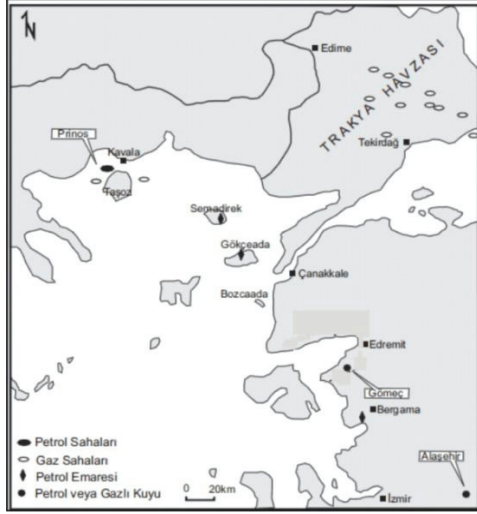 N
Edirne
TRAKYA HAVZASI
Prinos
Kavala
Tekirdağ
Taşoz
Semadirek
Gökçeada
Çanakkale
Bozcaada
Edremit
Gömeç
Bergama
Petrol Sahaları
Gaz Sahaları
Alaşehir
Petrol Emaresi
Petrol veya Gazlı Kuyu
0 20km
İzmir